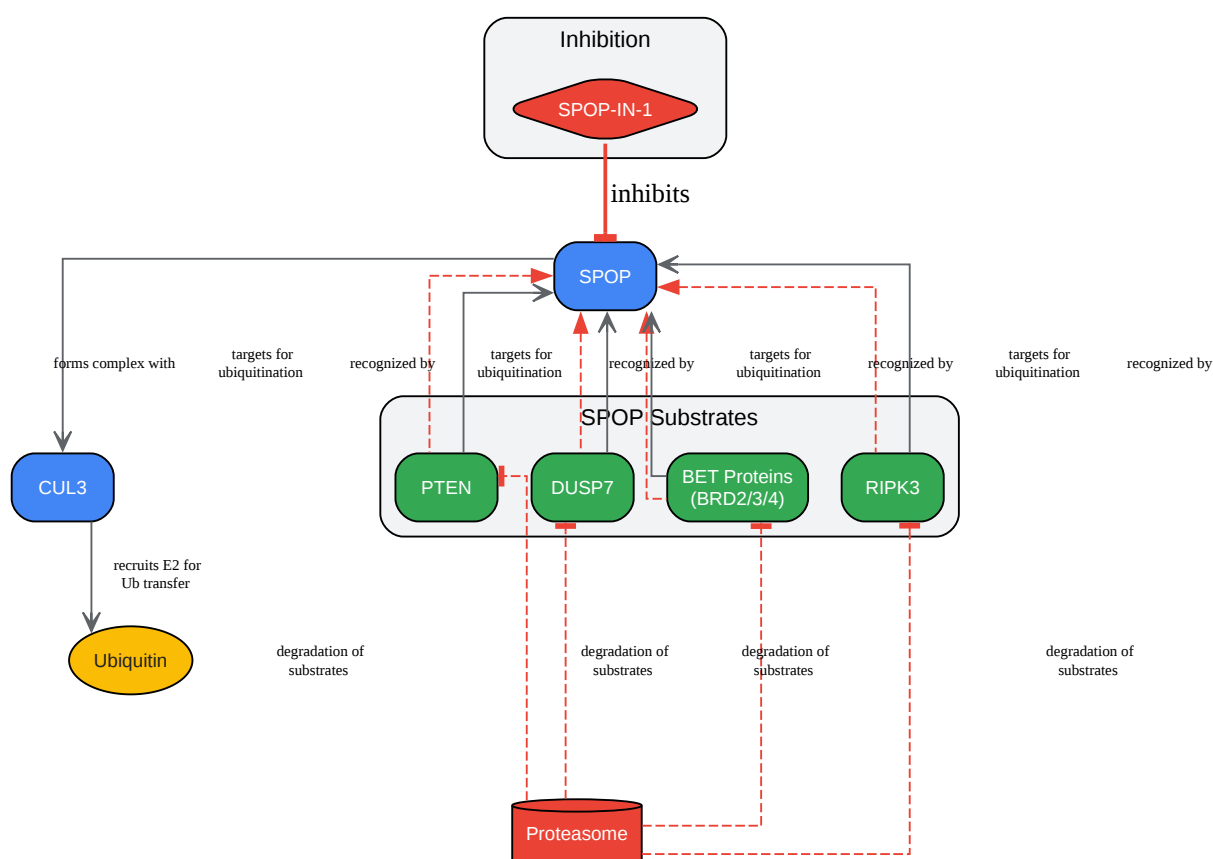 Inhibition
SPOP-IN-1
inhibits
SPOP
forms complex with
targets for
ubiquitination
recognized by
targets for
ubiquitination
recognized by
targets for
ubiquitination
recognized by
targets for
ubiquitination
recognized by
SPOP Substrates
CUL3
PTEN
DUSP7
BET Proteins
(BRD2/3/4)
RIPK3
recruits E2 for
Ub transfer
Ubiquitin
degradation of
substrates
degradation of
substrates
degradation of
substrates
degradation of
substrates
Proteasome